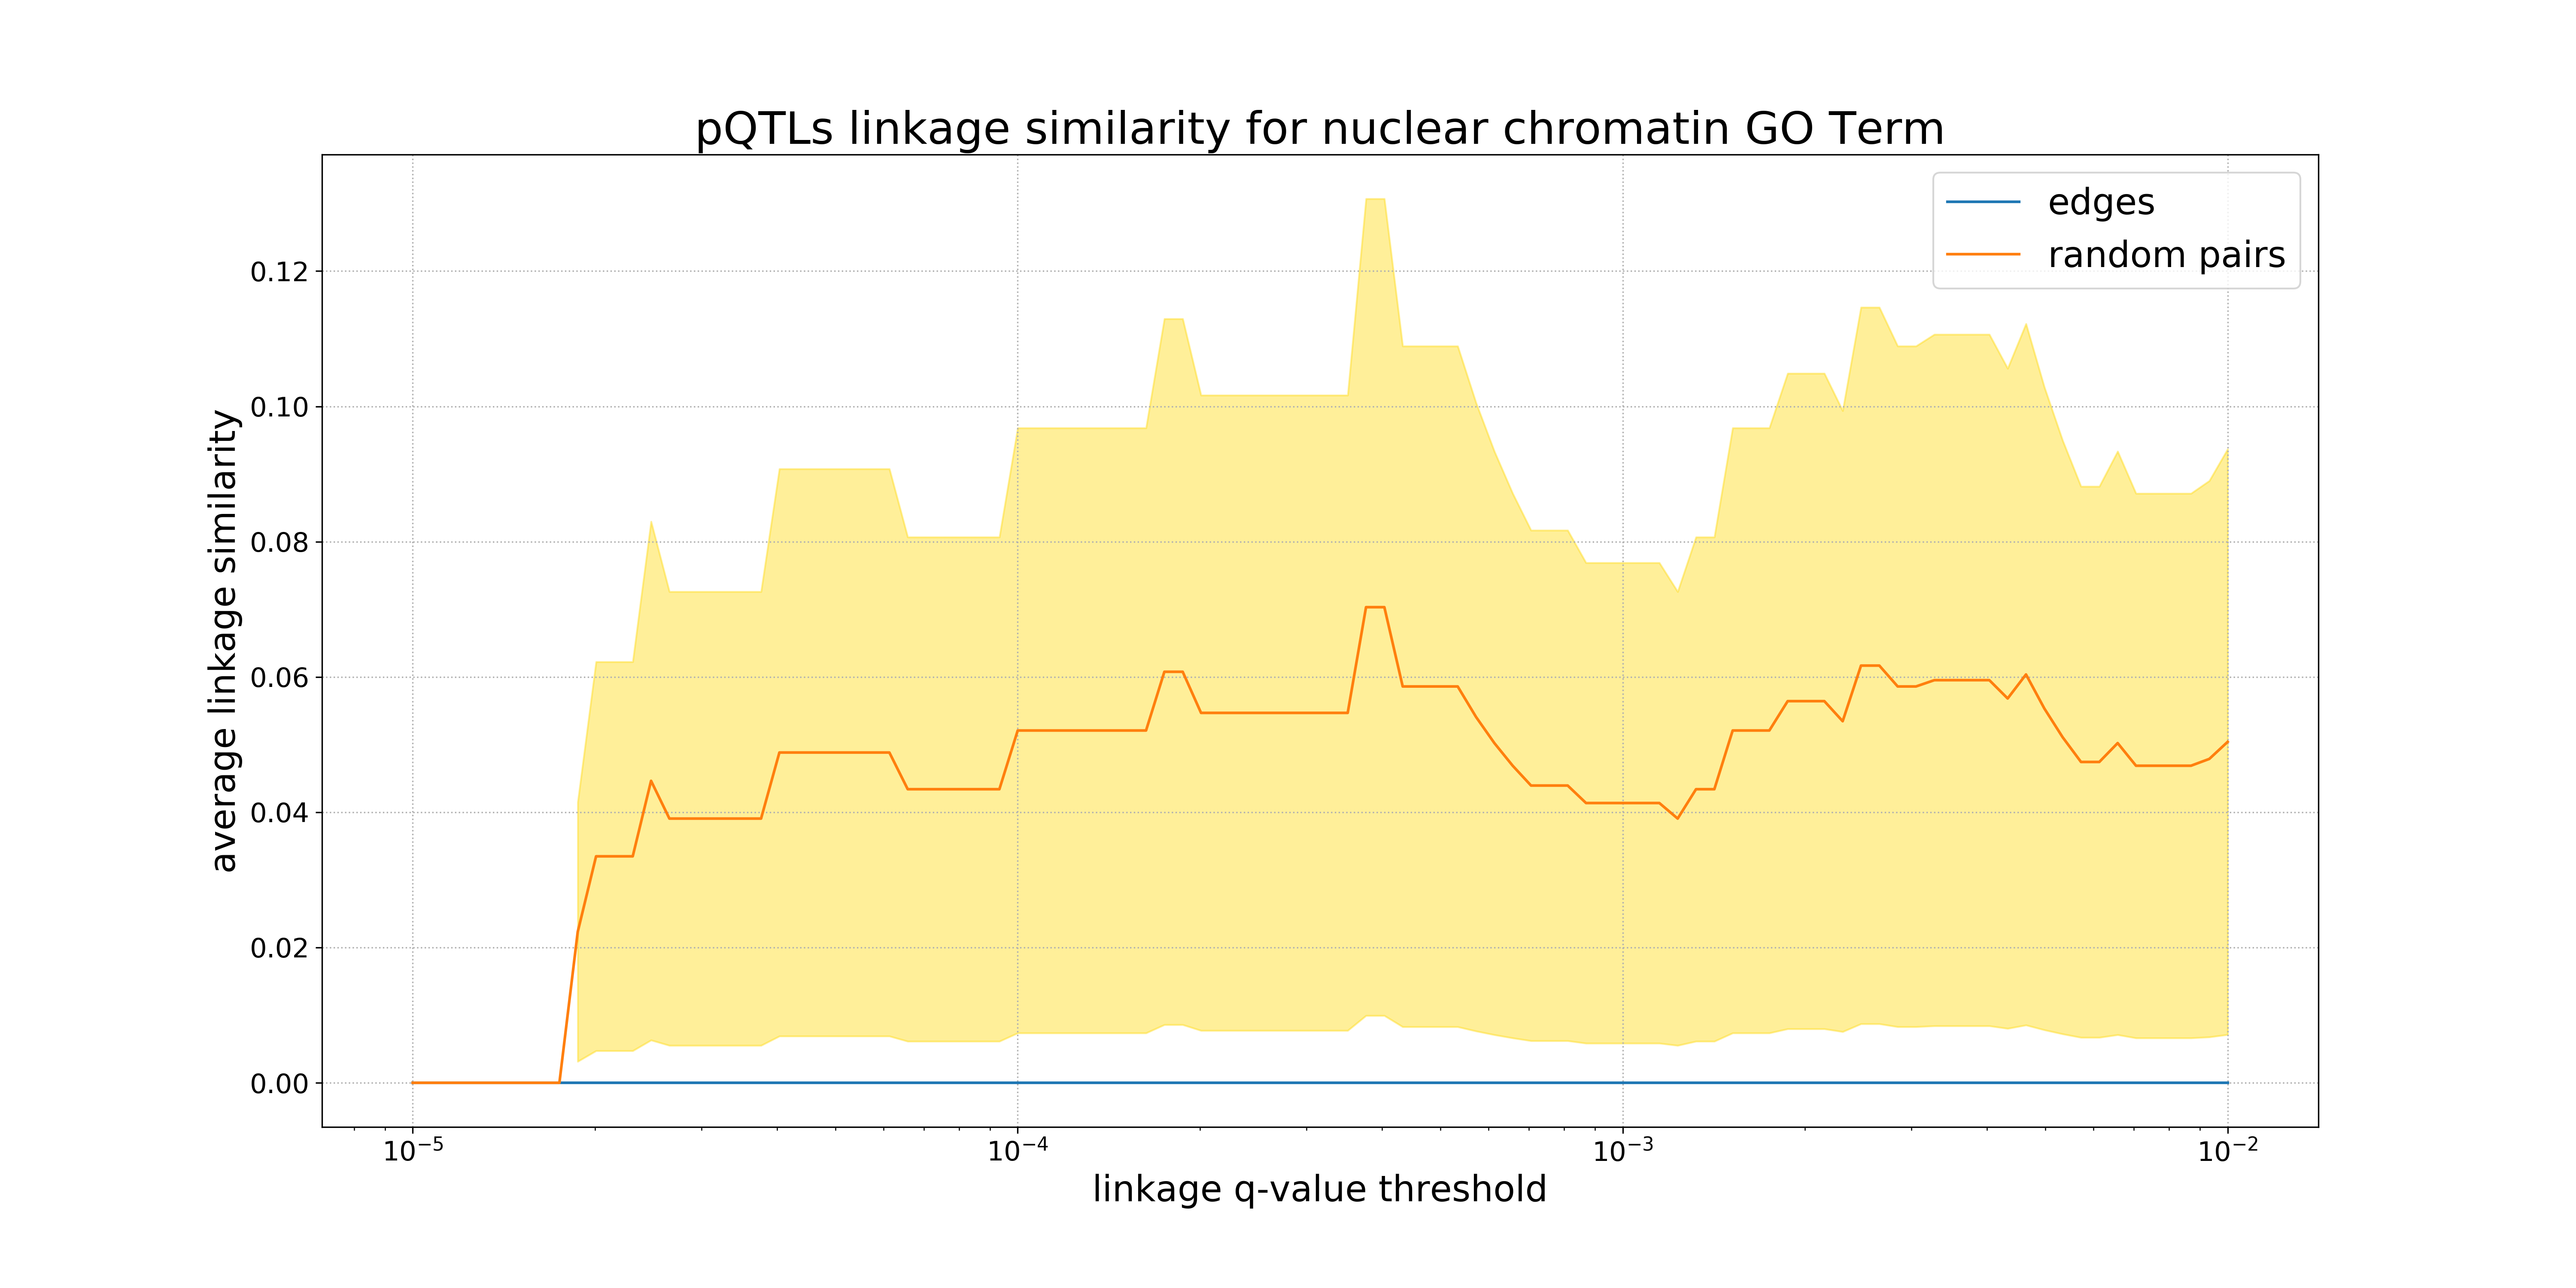 pQTLs linkage similarity for nuclear chromatin GO Term
edges
random pairs
average linkage similarity
0.12
0.10
0.08
0.06
0.04
0.02
0.00
10⁻⁵ 10⁻⁴ 10⁻³ 10⁻²
linkage q-value threshold